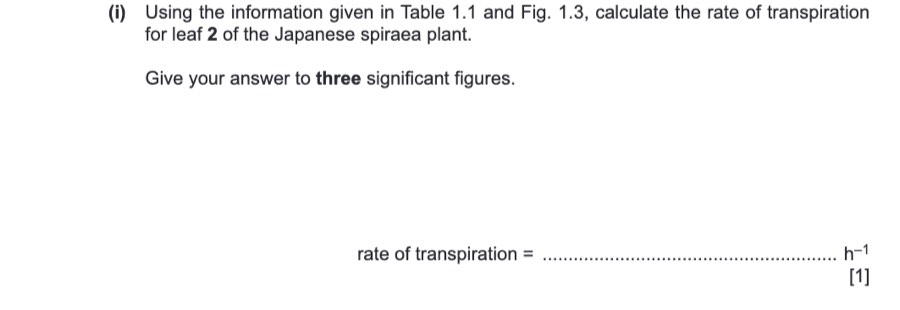 (i) Using the information given in Table 1.1 and Fig. 1.3, calculate the rate of transpiration
for leaf 2 of the Japanese spiraea plant.
Give your answer to three significant figures.
rate of transpiration = .......................................................... h⁻¹
[1]